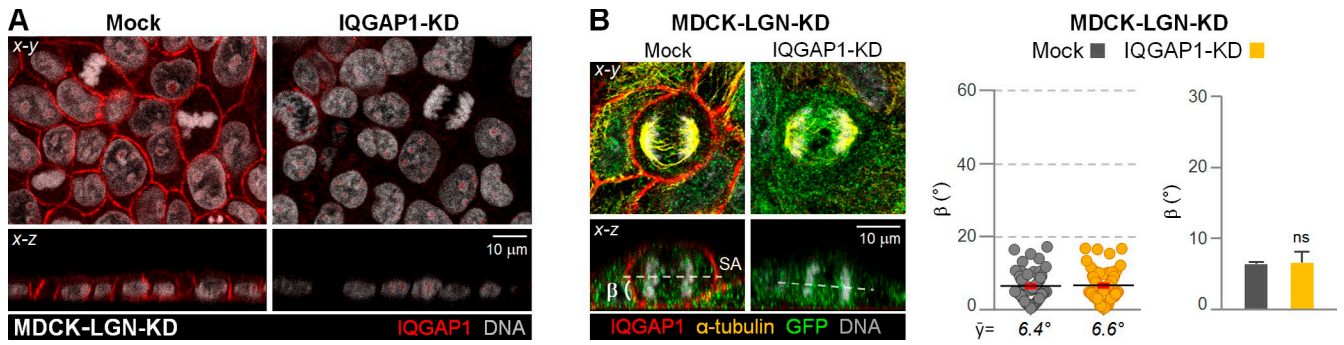 A
Mock
IQGAP1-KD
x-y
x-z
10 μm
MDCK-LGN-KD
IQGAP1 DNA
B
MDCK-LGN-KD
Mock
IQGAP1-KD
x-y
x-z
10 μm
SA
β (
IQGAP1 α-tubulin GFP DNA
MDCK-LGN-KD
Mock IQGAP1-KD
β (°)
60
40
20
0
ȳ= 6.4° 6.6°
β (°)
30
20
10
0
ns